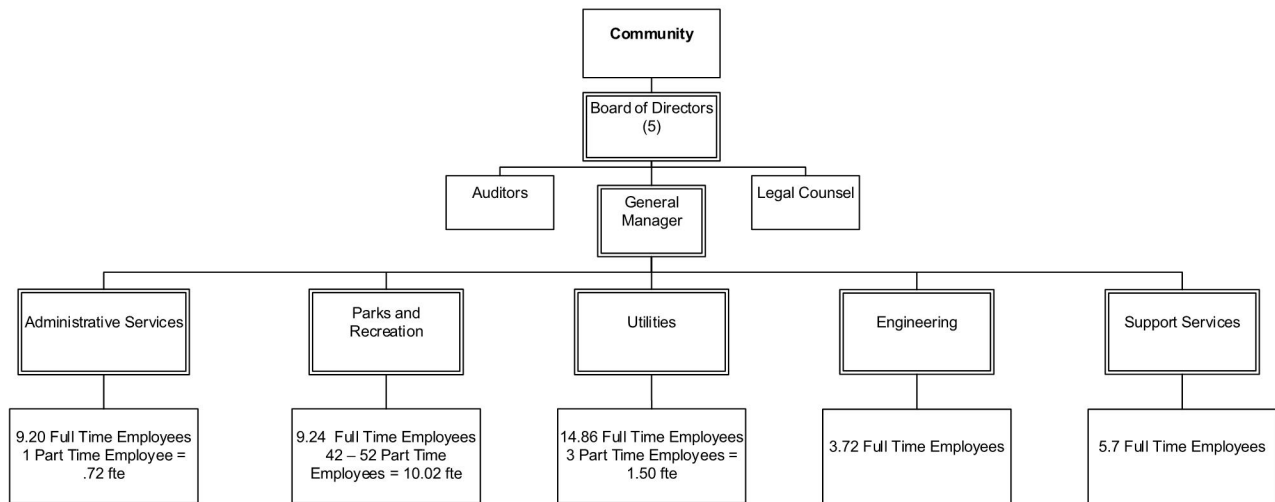 Community
Board of Directors
(5)
Auditors
General
Manager
Legal Counsel
Administrative Services
Parks and
Recreation
Utilities
Engineering
Support Services
9.20 Full Time Employees
1 Part Time Employee =
.72 fte
9.24 Full Time Employees
42 – 52 Part Time
Employees = 10.02 fte
14.86 Full Time Employees
3 Part Time Employees =
1.50 fte
3.72 Full Time Employees
5.7 Full Time Employees